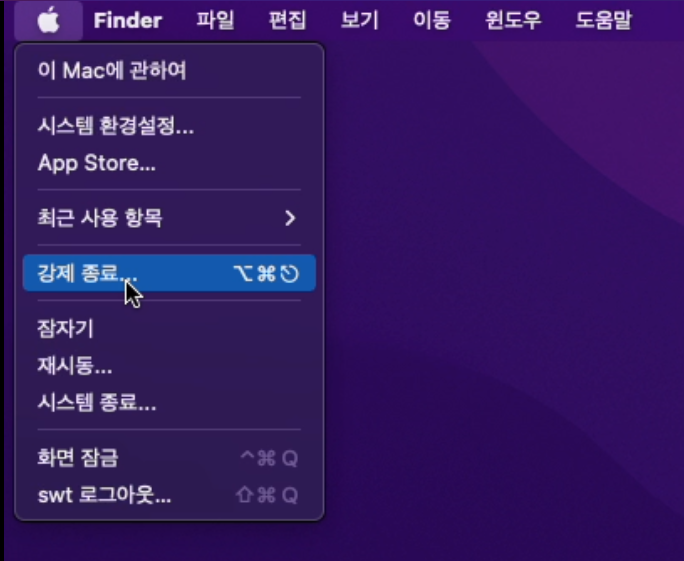 Finder 파일 편집 보기 이동 윈도우 도움말
이 Mac에 관하여
시스템 환경설정...
App Store...
최근 사용 항목
강제 종료... ⌥⌘⎋
잠자기
재시동...
시스템 종료...
화면 잠금 ^⌘Q
swt 로그아웃... ⇧⌘Q